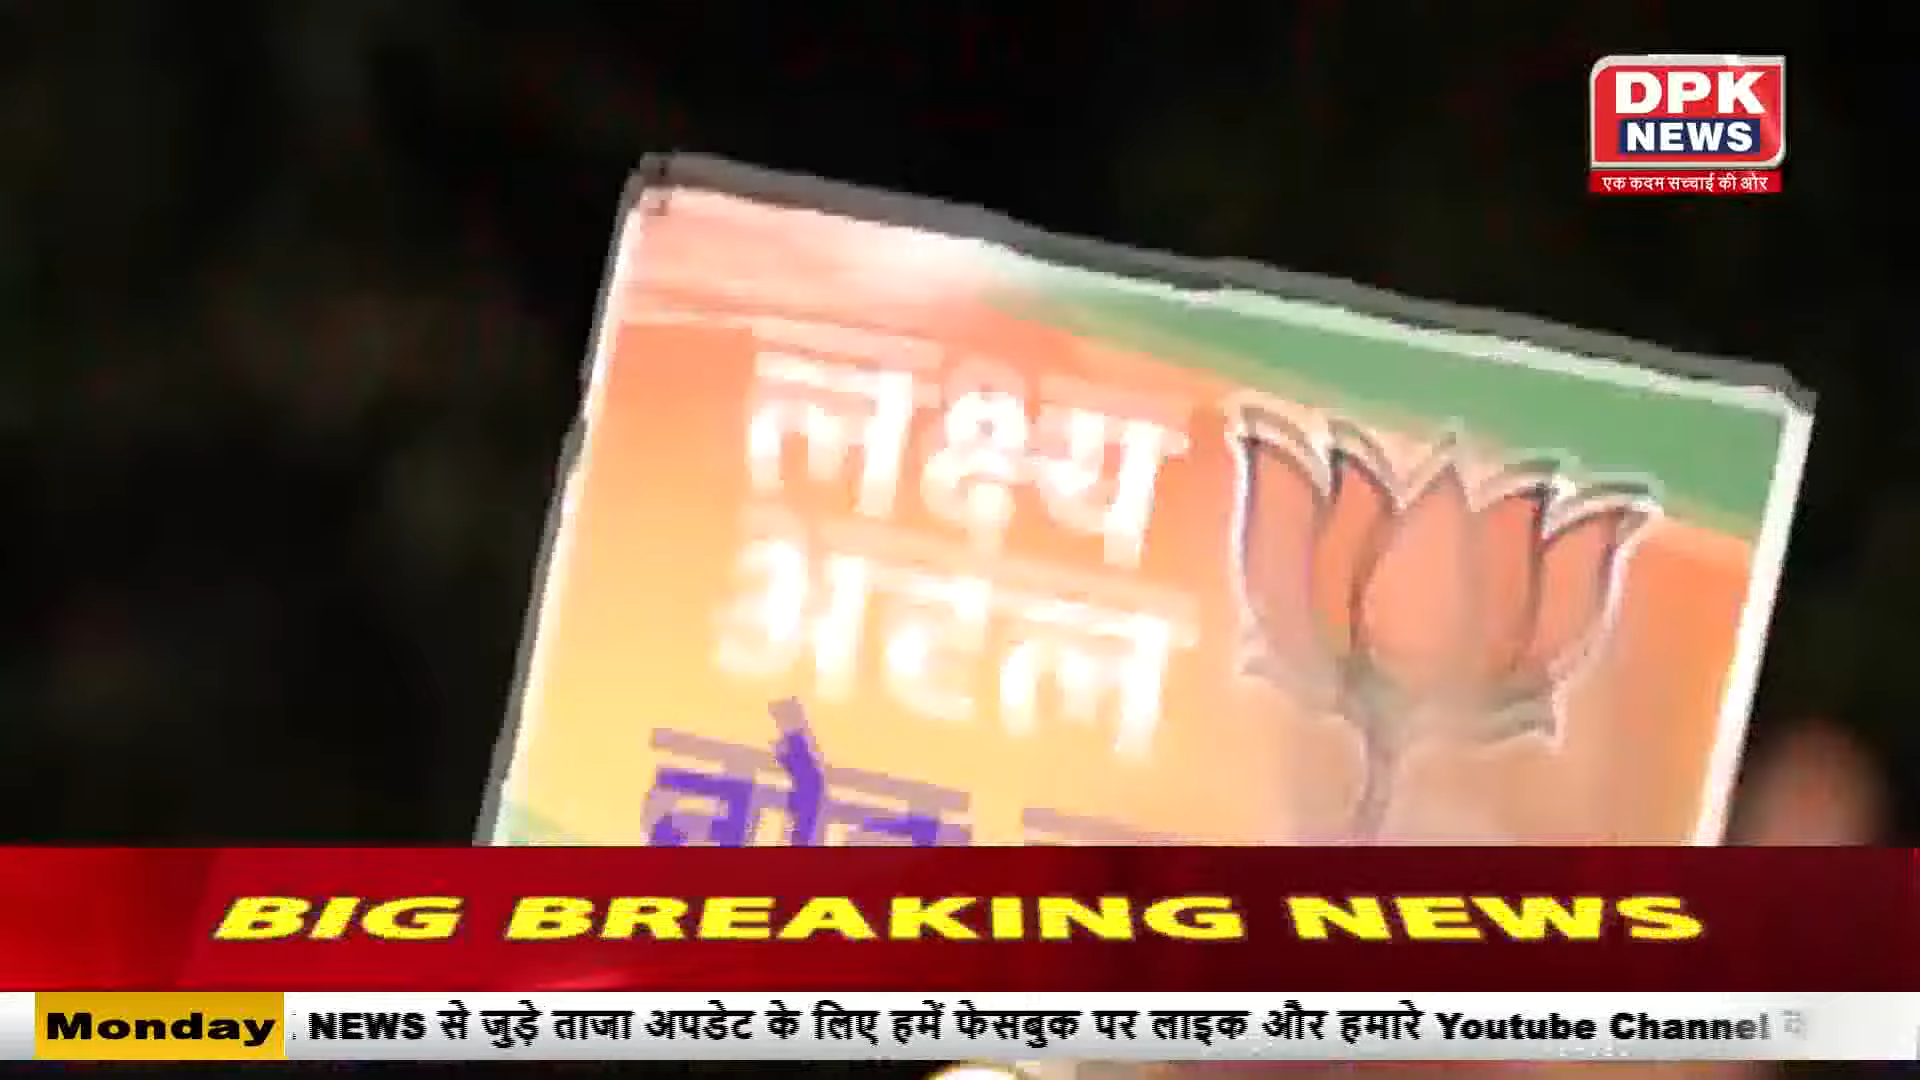 DPK
NEWS
एक कदम सच्चाई की ओर
लक्ष्य
अटल
BIG BREAKING NEWS
Monday
NEWS से जुड़े ताजा अपडेट के लिए हमें फेसबुक पर लाइक और हमारे Youtube Channel